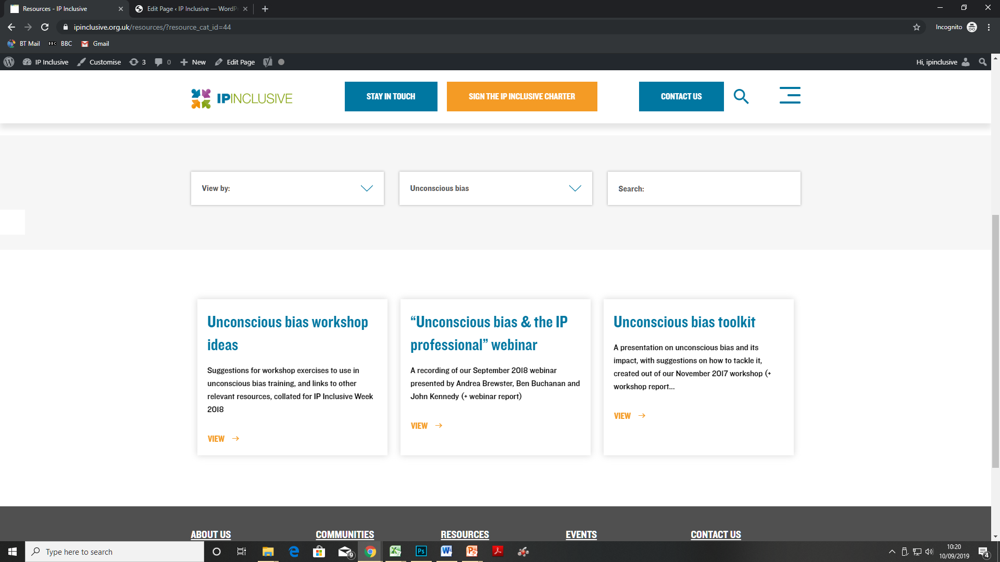 Resources - IP Inclusive
Edit Page ‹ IP Inclusive — WordP
ipinclusive.org.uk/resources/?resource_cat_id=44
Incognito
BT Mail
BBC
BBC
Gmail
IP Inclusive
Customise
3
0
New
Edit Page
Hi, ipinclusive
IPINCLUSIVE
STAY IN TOUCH
SIGN THE IP INCLUSIVE CHARTER
CONTACT US
View by:
Unconscious bias
Search:
Unconscious bias workshop
ideas
Suggestions for workshop exercises to use in
unconscious bias training, and links to other
relevant resources, collated for IP Inclusive Week
2018
VIEW →
“Unconscious bias & the IP
professional” webinar
A recording of our September 2018 webinar
presented by Andrea Brewster, Ben Buchanan and
John Kennedy (+ webinar report)
VIEW →
Unconscious bias toolkit
A presentation on unconscious bias and its
impact, with suggestions on how to tackle it,
created out of our November 2017 workshop (+
workshop report...
VIEW →
ABOUT US
COMMUNITIES
RESOURCES
EVENTS
CONTACT US
Type here to search
9
Ps
10:20
10/09/2019
4